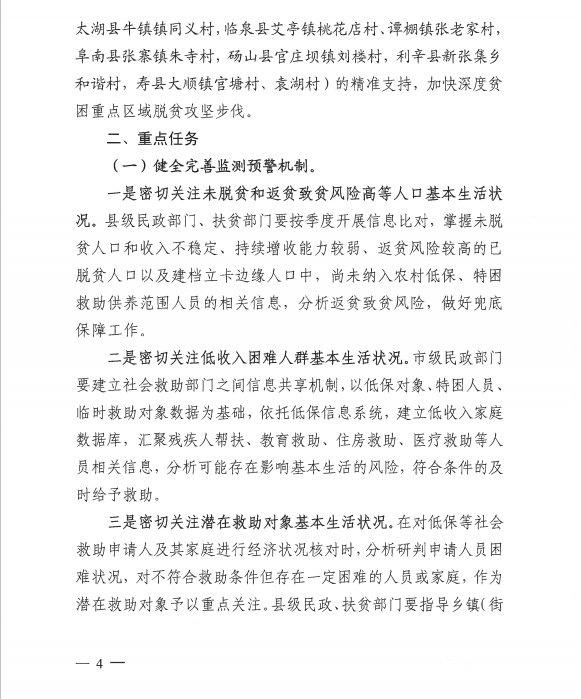 太湖县牛镇镇同义村，临泉县艾亭镇桃花店村、谭棚镇张老家村，
阜南县张寨镇朱寺村，砀山县官庄坝镇刘楼村，利辛县新张集乡
和谐村，寿县大顺镇官塘村、袁湖村）的精准支持，加快深度贫
困重点区域脱贫攻坚步伐。
二、重点任务
（一）健全完善监测预警机制。
一是密切关注未脱贫和返贫致贫风险高等人口基本生活状
况。县级民政部门、扶贫部门要按季度开展信息比对，掌握未脱
贫人口和收入不稳定、持续增收能力较弱、返贫风险较高的已
脱贫人口以及建档立卡边缘人口中，尚未纳入农村低保、特困
救助供养范围人员的相关信息，分析返贫致贫风险，做好兜底
保障工作。
二是密切关注低收入困难人群基本生活状况。市级民政部门
要建立社会救助部门之间信息共享机制，以低保对象、特困人员、
临时救助对象数据为基础，依托低保信息系统，建立低收入家庭
数据库，汇聚残疾人帮扶、教育救助、住房救助、医疗救助等人
员相关信息，分析可能存在影响基本生活的风险，符合条件的及
时给予救助。
三是密切关注潜在救助对象基本生活状况。在对低保等社会
救助申请人及其家庭进行经济状况核对时，分析研判申请人员困
难状况，对不符合救助条件但存在一定困难的人员或家庭，作为
潜在救助对象予以重点关注。县级民政、扶贫部门要指导乡镇（街
— 4 —